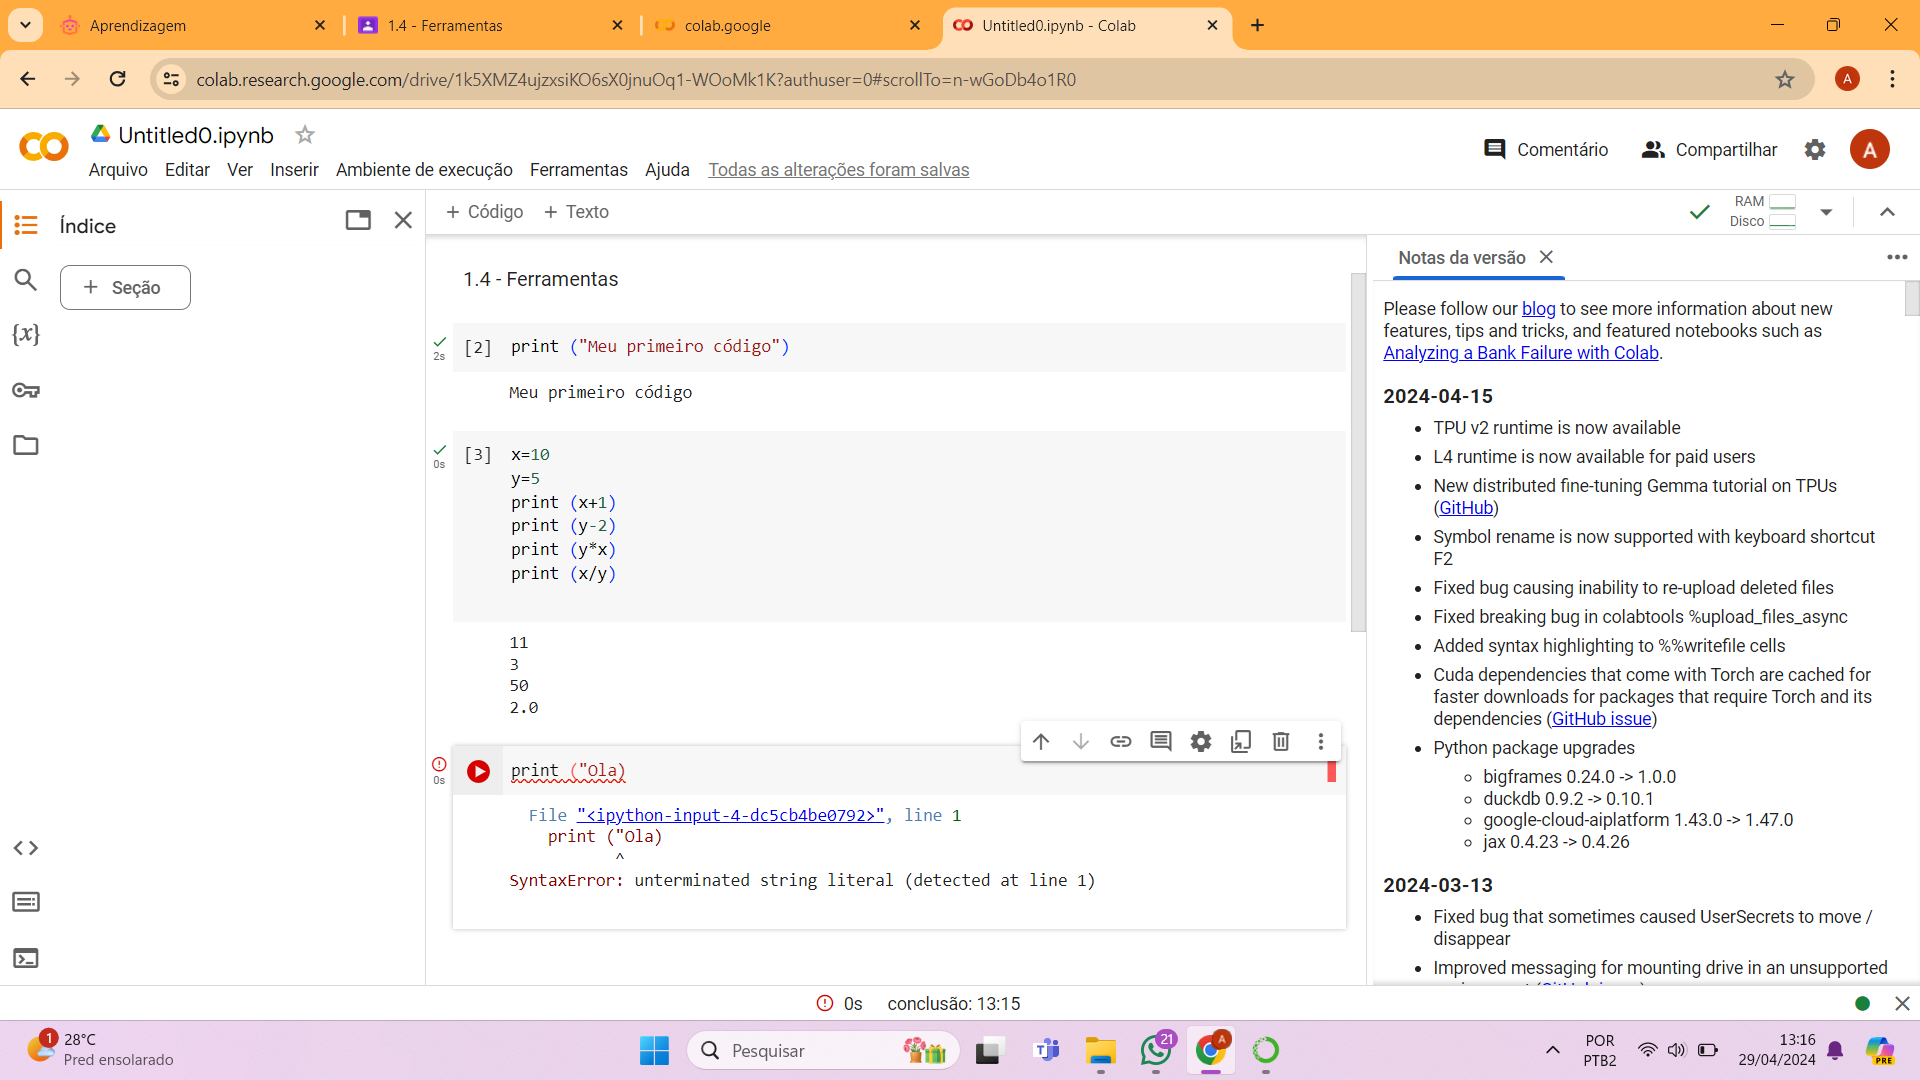 Aprendizagem
1.4 - Ferramentas
colab.google
Untitled0.ipynb - Colab
colab.research.google.com/drive/1k5XMZ4ujzxsiKO6sX0jnuOq1-WOoMk1K?authuser=0#scrollTo=n-wGoDb4o1R0
A
Untitled0.ipynb
Arquivo Editar Ver Inserir Ambiente de execução Ferramentas Ajuda Todas as alterações foram salvas
Comentário
Compartilhar
A
Índice
+ Seção
{x}
+ Código + Texto
RAM
Disco
1.4 - Ferramentas
2s
[2] print ("Meu primeiro código")
Meu primeiro código
0s
[3] x=10
y=5
print (x+1)
print (y-2)
print (y*x)
print (x/y)
11
3
50
2.0
0s
print ("Ola)
File "<ipython-input-4-dc5cb4be0792>", line 1
print ("Ola)
^
SyntaxError: unterminated string literal (detected at line 1)
Notas da versão
Please follow our blog to see more information about new
features, tips and tricks, and featured notebooks such as
Analyzing a Bank Failure with Colab.
2024-04-15
• TPU v2 runtime is now available
• L4 runtime is now available for paid users
• New distributed fine-tuning Gemma tutorial on TPUs
(GitHub)
• Symbol rename is now supported with keyboard shortcut
F2
• Fixed bug causing inability to re-upload deleted files
• Fixed breaking bug in colabtools %upload_files_async
• Added syntax highlighting to %%writefile cells
• Cuda dependencies that come with Torch are cached for
faster downloads for packages that require Torch and its
dependencies (GitHub issue)
• Python package upgrades
bigframes 0.24.0 -> 1.0.0
duckdb 0.9.2 -> 0.10.1
google-cloud-aiplatform 1.43.0 -> 1.47.0
jax 0.4.23 -> 0.4.26
2024-03-13
• Fixed bug that sometimes caused UserSecrets to move /
disappear
• Improved messaging for mounting drive in an unsupported
0s conclusão: 13:15
1
28°C
Pred ensolarado
Pesquisar
21
A
POR
PTB2
13:16
29/04/2024
PRE